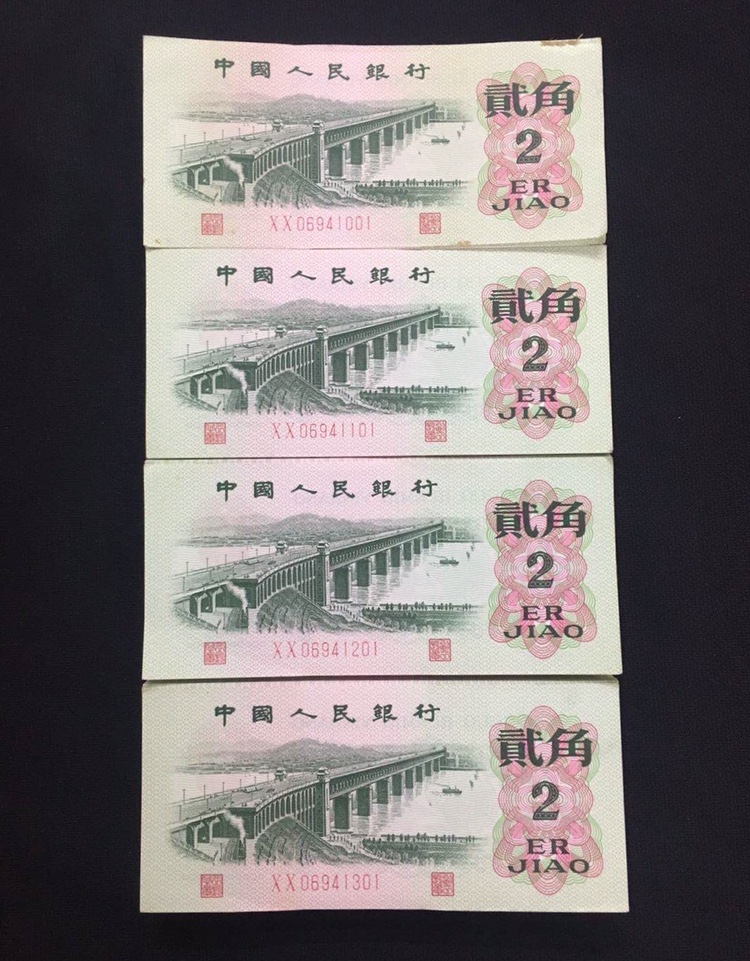 中國人民銀行
貳角
2
ER
JIAO
XX06941001
中國人民銀行
貳角
2
ER
JIAO
XX06941101
中國人民銀行
貳角
2
ER
JIAO
XX06941201
中國人民銀行
貳角
2
ER
JIAO
XX06941301